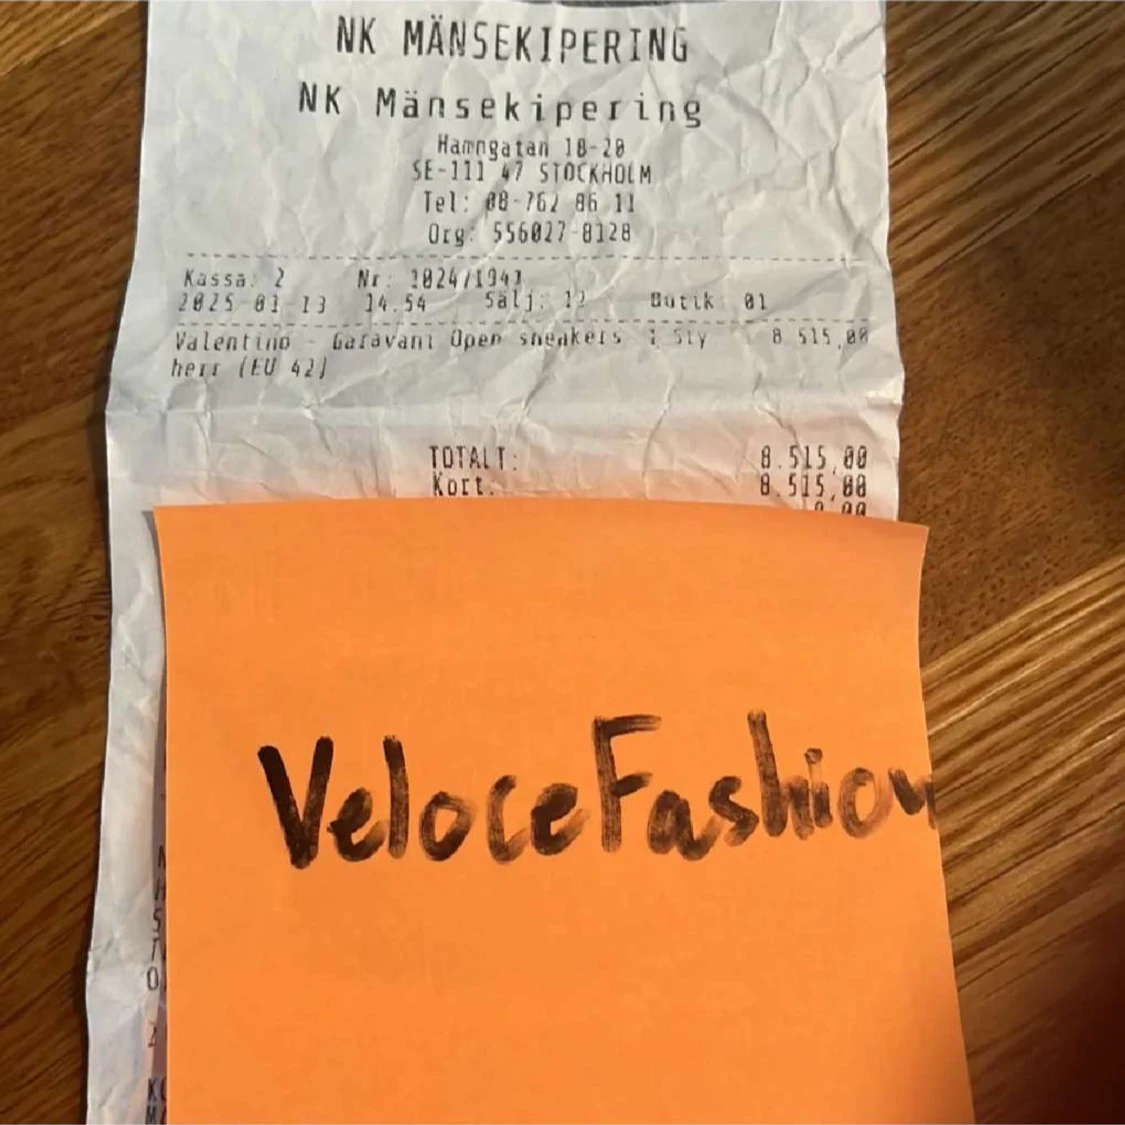 NK MÄNSEKIPERING
NK Mänsekipering
Hamngatan 18-20
SE-111 47 STOCKHOLM
Tel: 08-762 86 11
Org: 556027-8128
Kassa: 2 Nr: 1024/1941
2025-01-13 14.54 Sälj: 12 Butik: 01
Valentino - Garavani Open sneakers 1 Sty 8 515,00
herr (EU 42)
TOTALT: 8.515,00
Kort: 8.515,00
0,00
VeloceFashion